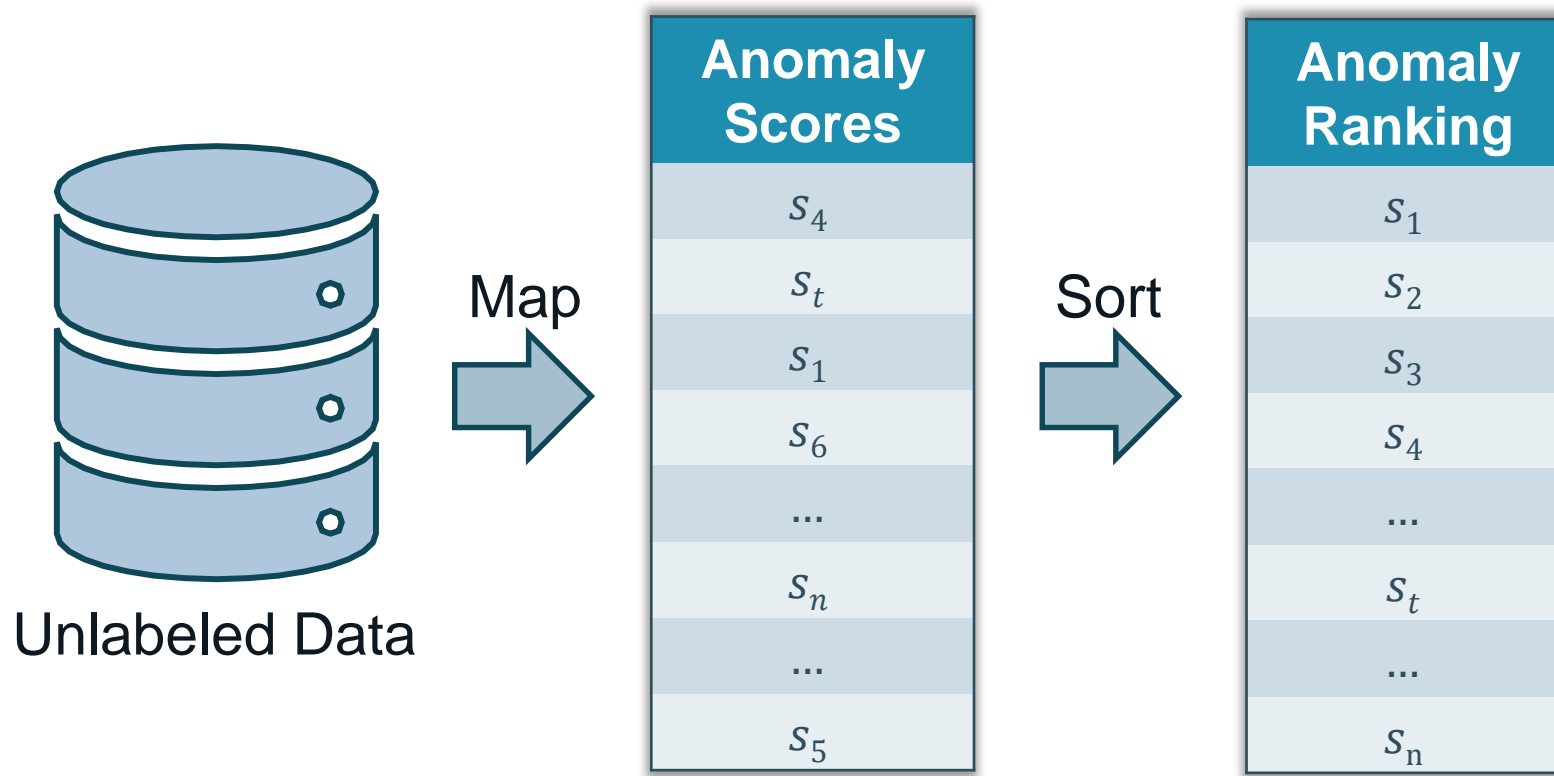 Unlabeled Data
Map
Anomaly
Scores
s₄
sₜ
s₁
s₆
...
sₙ
...
s₅
Sort
Anomaly
Ranking
s₁
s₂
s₃
s₄
...
sₜ
...
sₙ